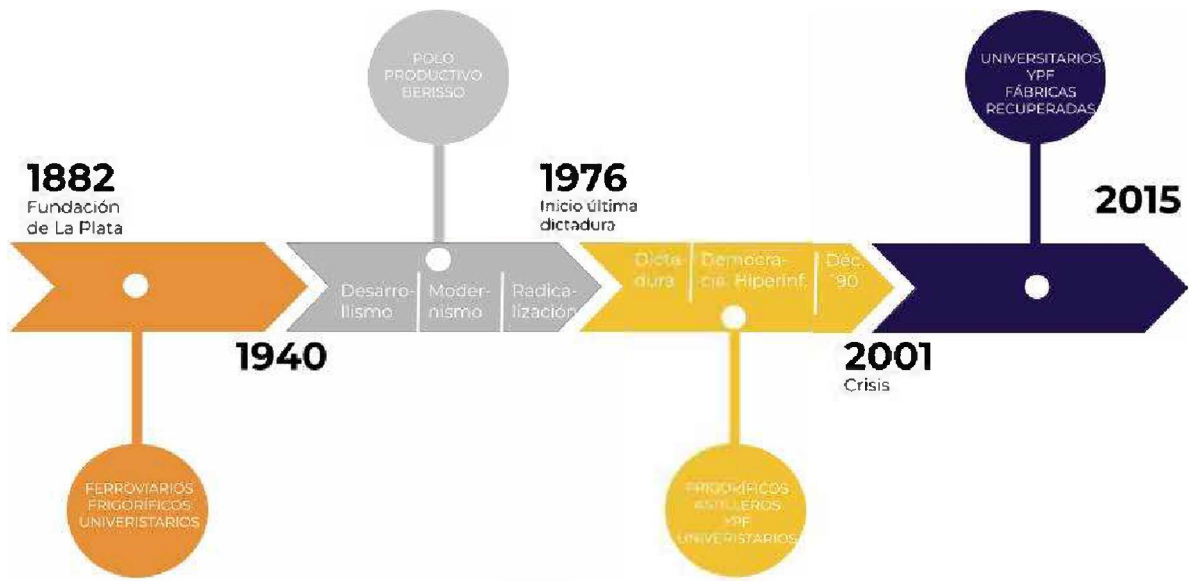 POLO
PRODUCTIVO
BERISSO
UNIVERSITARIOS
YPF
FÁBRICAS
RECUPERADAS
1882
Fundación
de La Plata
1976
Inicio última
dictadura
2015
Desarro-
llismo
Moder-
nismo
Radica-
lización
Dicta-
dura
Democra-
cia. Hiperinf.
Déc.
´90
1940
2001
Crisis
FERROVIARIOS
FRIGORÍFICOS
UNIVERISTARIOS
FRIGORÍFICOS
ASTILLEROS
YPF
UNIVERISTARIOS